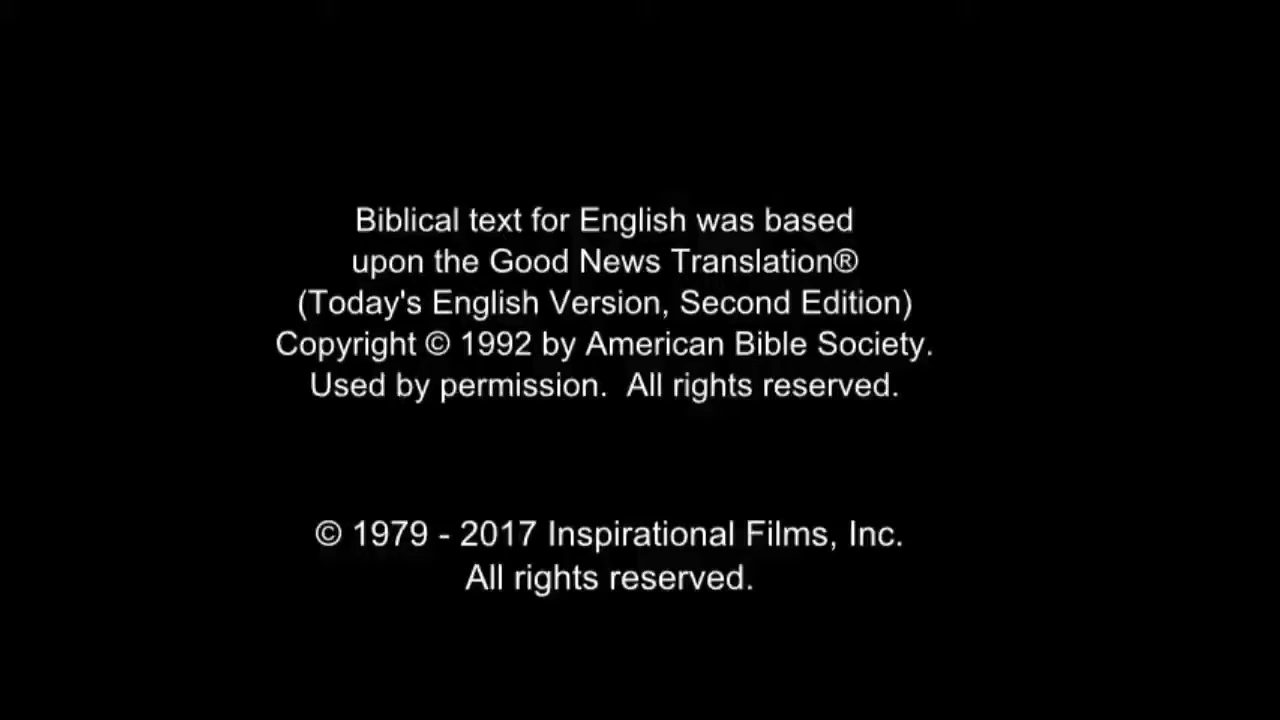 Biblical text for English was based
upon the Good News Translation®
(Today's English Version, Second Edition)
Copyright © 1992 by American Bible Society.
Used by permission.  All rights reserved.
© 1979 - 2017 Inspirational Films, Inc.
All rights reserved.